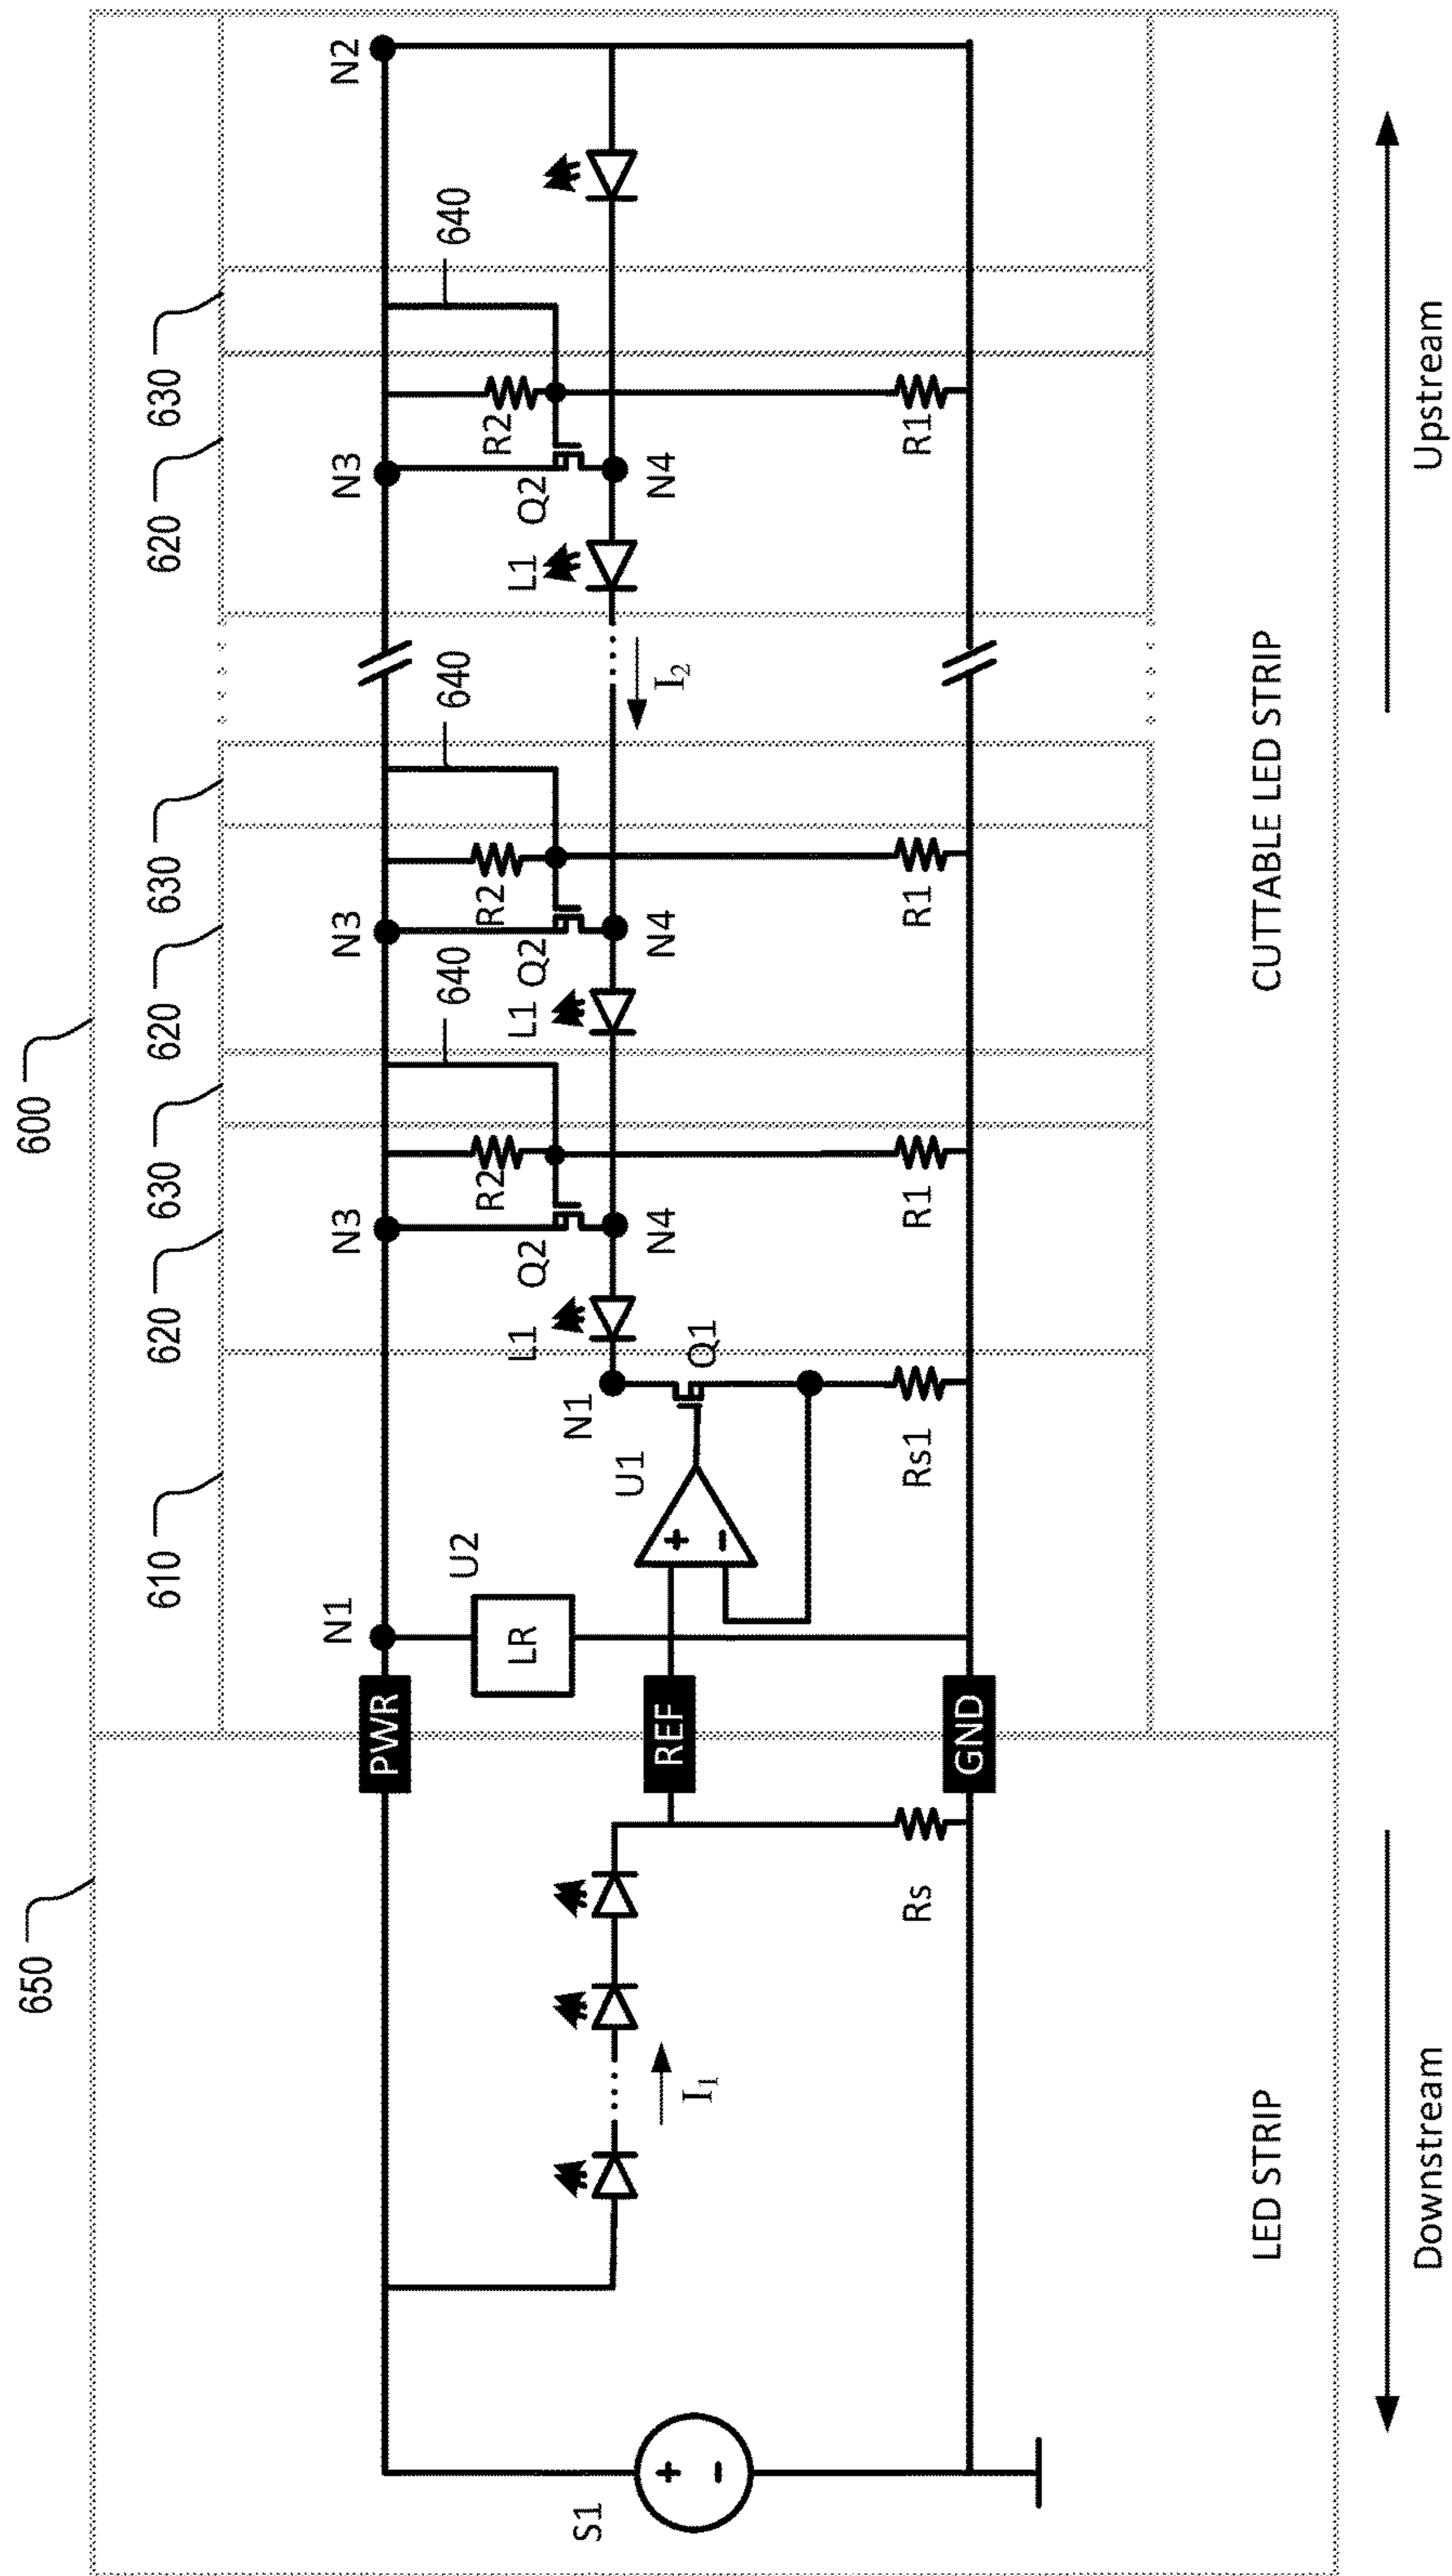 600
650
610
620
630
620
630
620
630
S1
I₁
Rs
PWR
REF
GND
N1
U2
LR
U1
N1
Q1
Rs1
L1
N3
Q2
N4
R2
640
R1
L1
N3
Q2
N4
R2
640
R1
I₂
L1
N3
Q2
N4
R2
640
R1
N2
+
−
+
−
LED STRIP
CUTTABLE LED STRIP
Downstream
Upstream